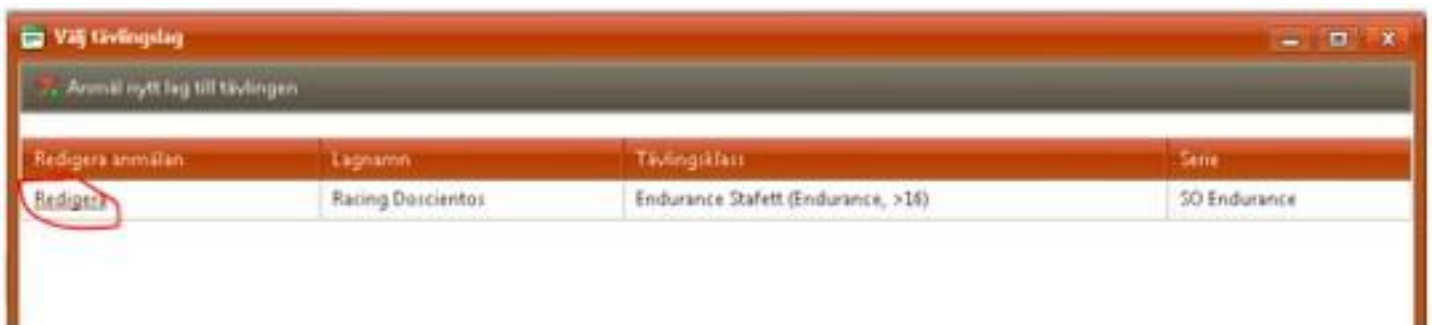 Välj tävlingslag
Anmäl nytt lag till tävlingen
Redigera anmälan Lagnamn Tävlingsklass Serie
Redigera Racing Doscientos Endurance Stafett (Endurance, >16) SO Endurance